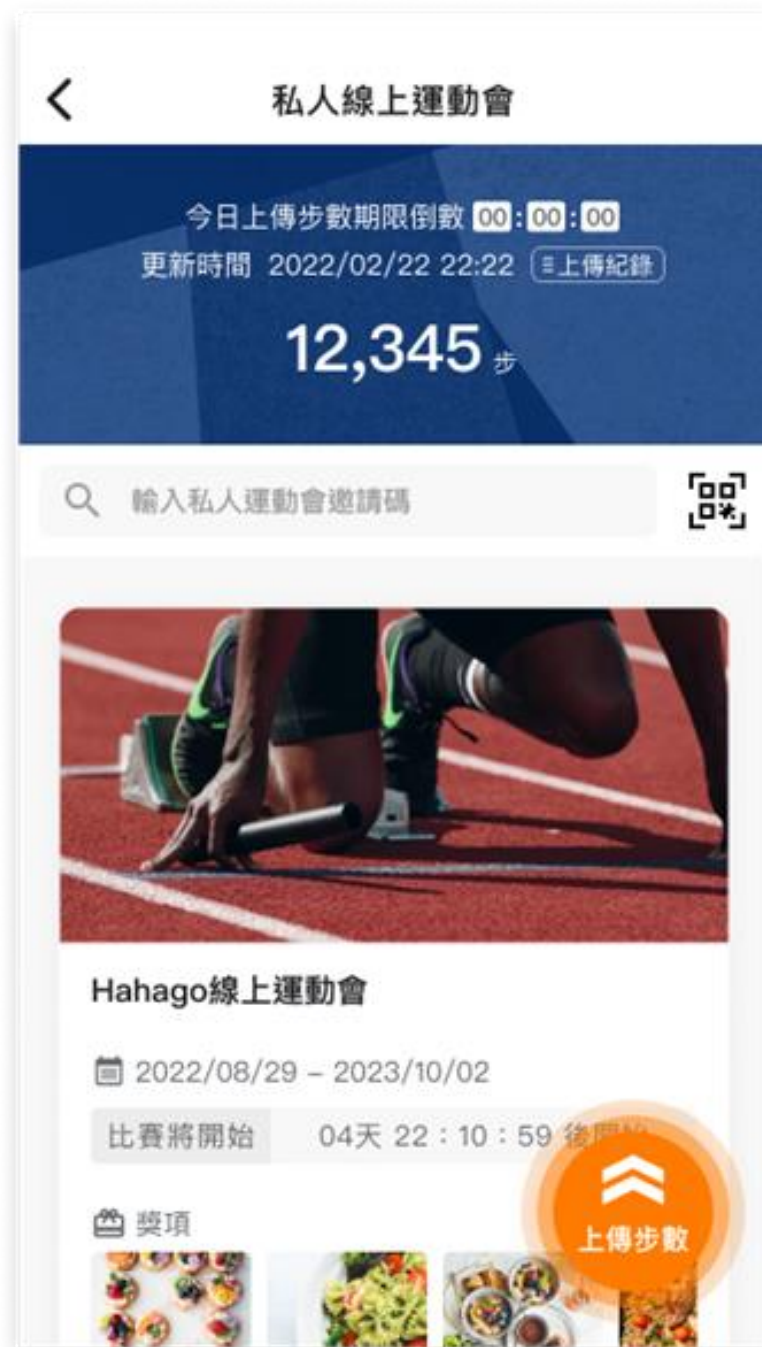 私人線上運動會
今日上傳步數期限倒數 00:00:00
更新時間 2022/02/22 22:22 上傳紀錄
12,345 步
輸入私人運動會邀請碼
Hahago線上運動會
2022/08/29 – 2023/10/02
比賽將開始 04天 22：10：59 後
獎項
上傳步數